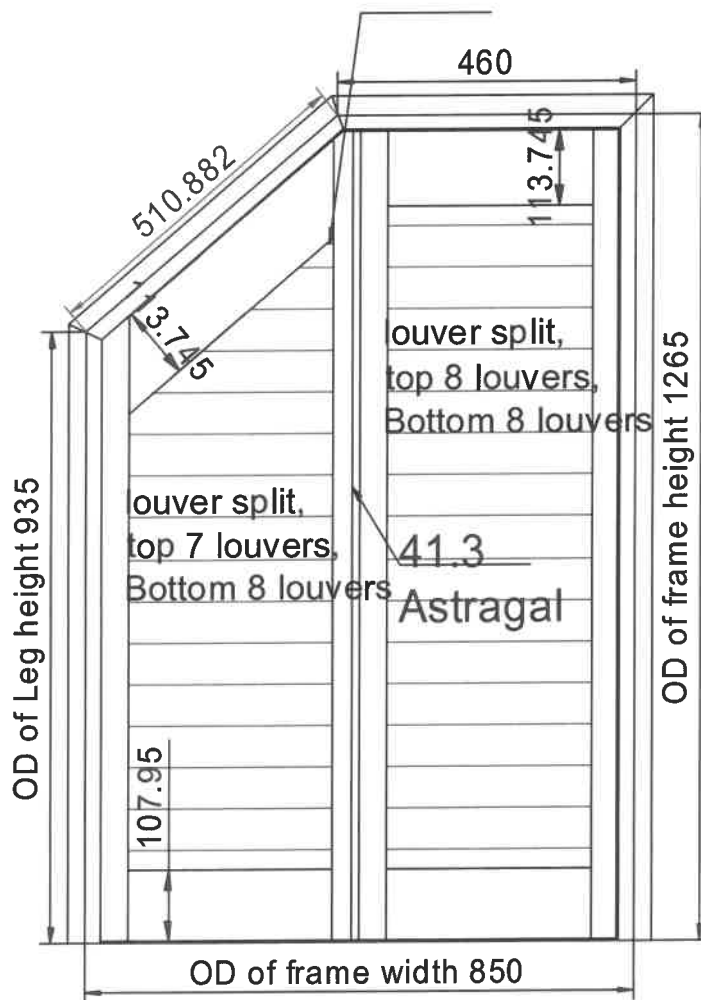 460
510.882
113.745
113.745
louver split,
top 8 louvers,
Bottom 8 louvers
OD of frame height 1265
louver split,
top 7 louvers,
Bottom 8 louvers
41.3
Astragal
OD of Leg height 935
107.95
OD of frame width 850